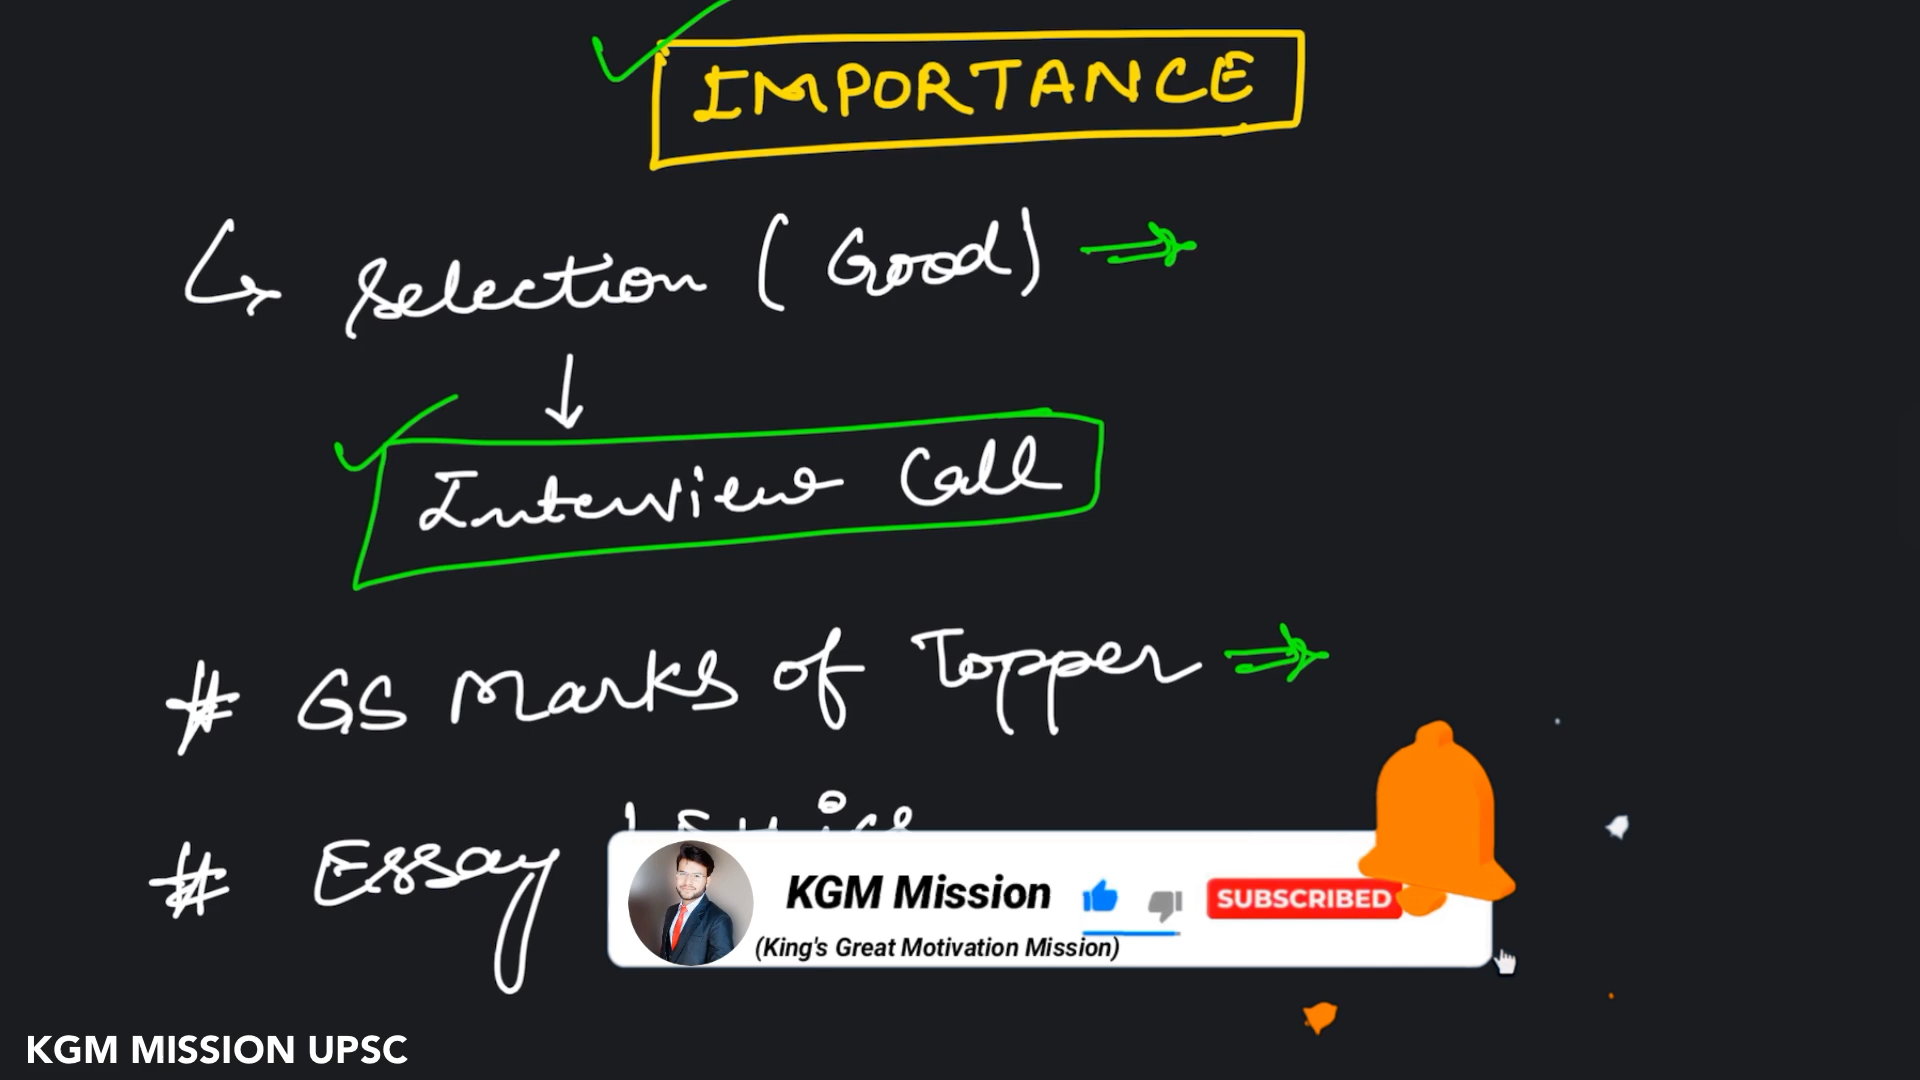 IMPORTANCE
↳ Selection (Good) ⇒
↓
Interview Call
# GS Marks of Topper ⇒
# Essay
KGM Mission
SUBSCRIBED
(King's Great Motivation Mission)
KGM MISSION UPSC